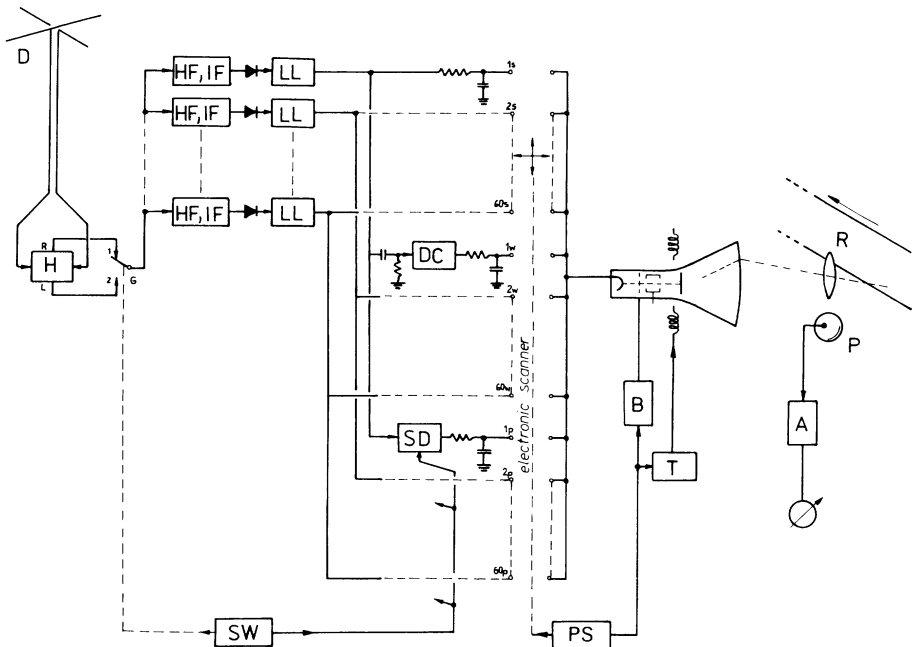 D
HF, IF
LL
1s
HF, IF
LL
2s
HF, IF
LL
60s
R
H
L
1
2
G
1w
DC
2w
R
P
60w
electronic scanner
B
A
SD
1p
T
2p
60p
SW
PS